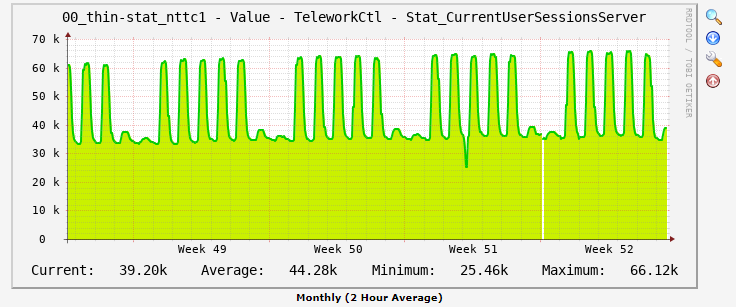 00_thin-stat_nttc1 - Value - TeleworkCtl - Stat_CurrentUserSessionsServer
70 k
60 k
50 k
40 k
30 k
20 k
10 k
0
Week 49 Week 50 Week 51 Week 52
Current: 39.20k Average: 44.28k Minimum: 25.46k Maximum: 66.12k
RRDTOOL / TOBI OETIKER
Monthly (2 Hour Average)